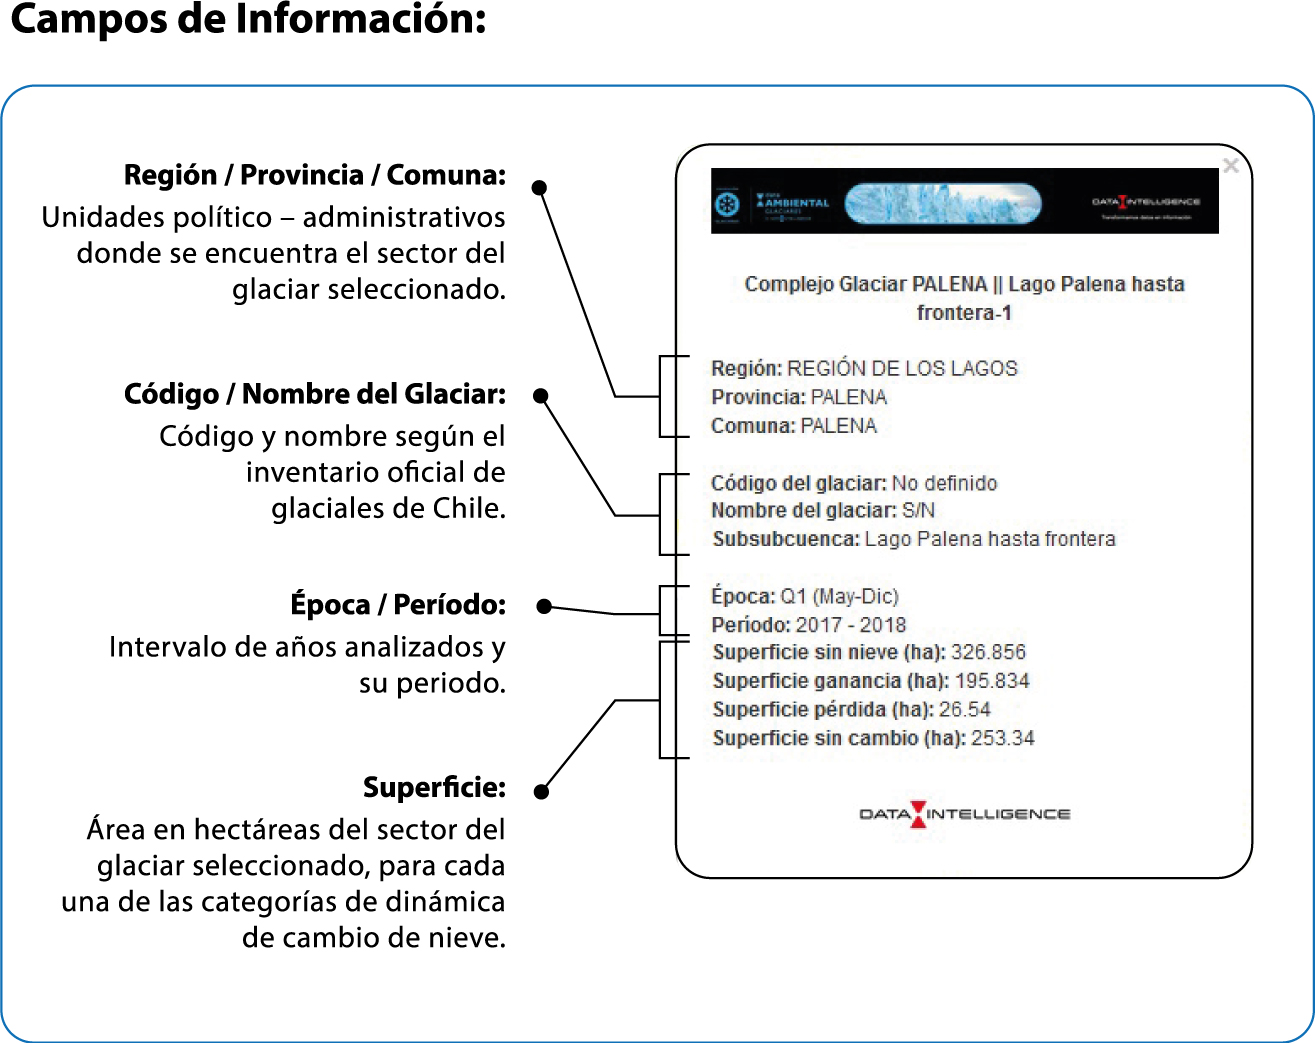 Campos de Información:
Región / Provincia / Comuna:
Unidades político – administrativos
donde se encuentra el sector del
glaciar seleccionado.
Código / Nombre del Glaciar:
Código y nombre según el
inventario oficial de
glaciales de Chile.
Época / Período:
Intervalo de años analizados y
su periodo.
Superficie:
Área en hectáreas del sector del
glaciar seleccionado, para cada
una de las categorías de dinámica
de cambio de nieve.
×
DATA
AMBIENTAL
GLACIARES
DATA INTELLIGENCE
Transformamos datos en información
Complejo Glaciar PALENA || Lago Palena hasta
frontera-1
Región: REGIÓN DE LOS LAGOS
Provincia: PALENA
Comuna: PALENA
Código del glaciar: No definido
Nombre del glaciar: S/N
Subsubcuenca: Lago Palena hasta frontera
Época: Q1 (May-Dic)
Período: 2017 - 2018
Superficie sin nieve (ha): 326.856
Superficie ganancia (ha): 195.834
Superficie pérdida (ha): 26.54
Superficie sin cambio (ha): 253.34
DATA INTELLIGENCE